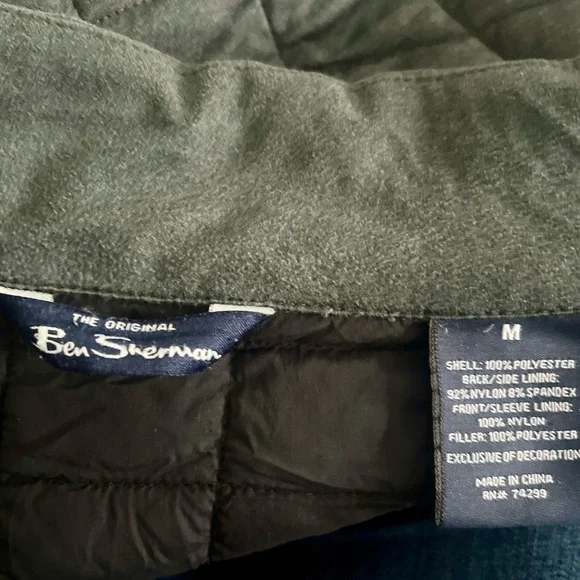 THE ORIGINAL
Ben Sherman
M
SHELL: 100% POLYESTER
BACK/SIDE LINING:
92% NYLON 8% SPANDEX
FRONT/SLEEVE LINING:
100% NYLON
FILLER: 100% POLYESTER
EXCLUSIVE OF DECORATION
MADE IN CHINA
RN#: 74299